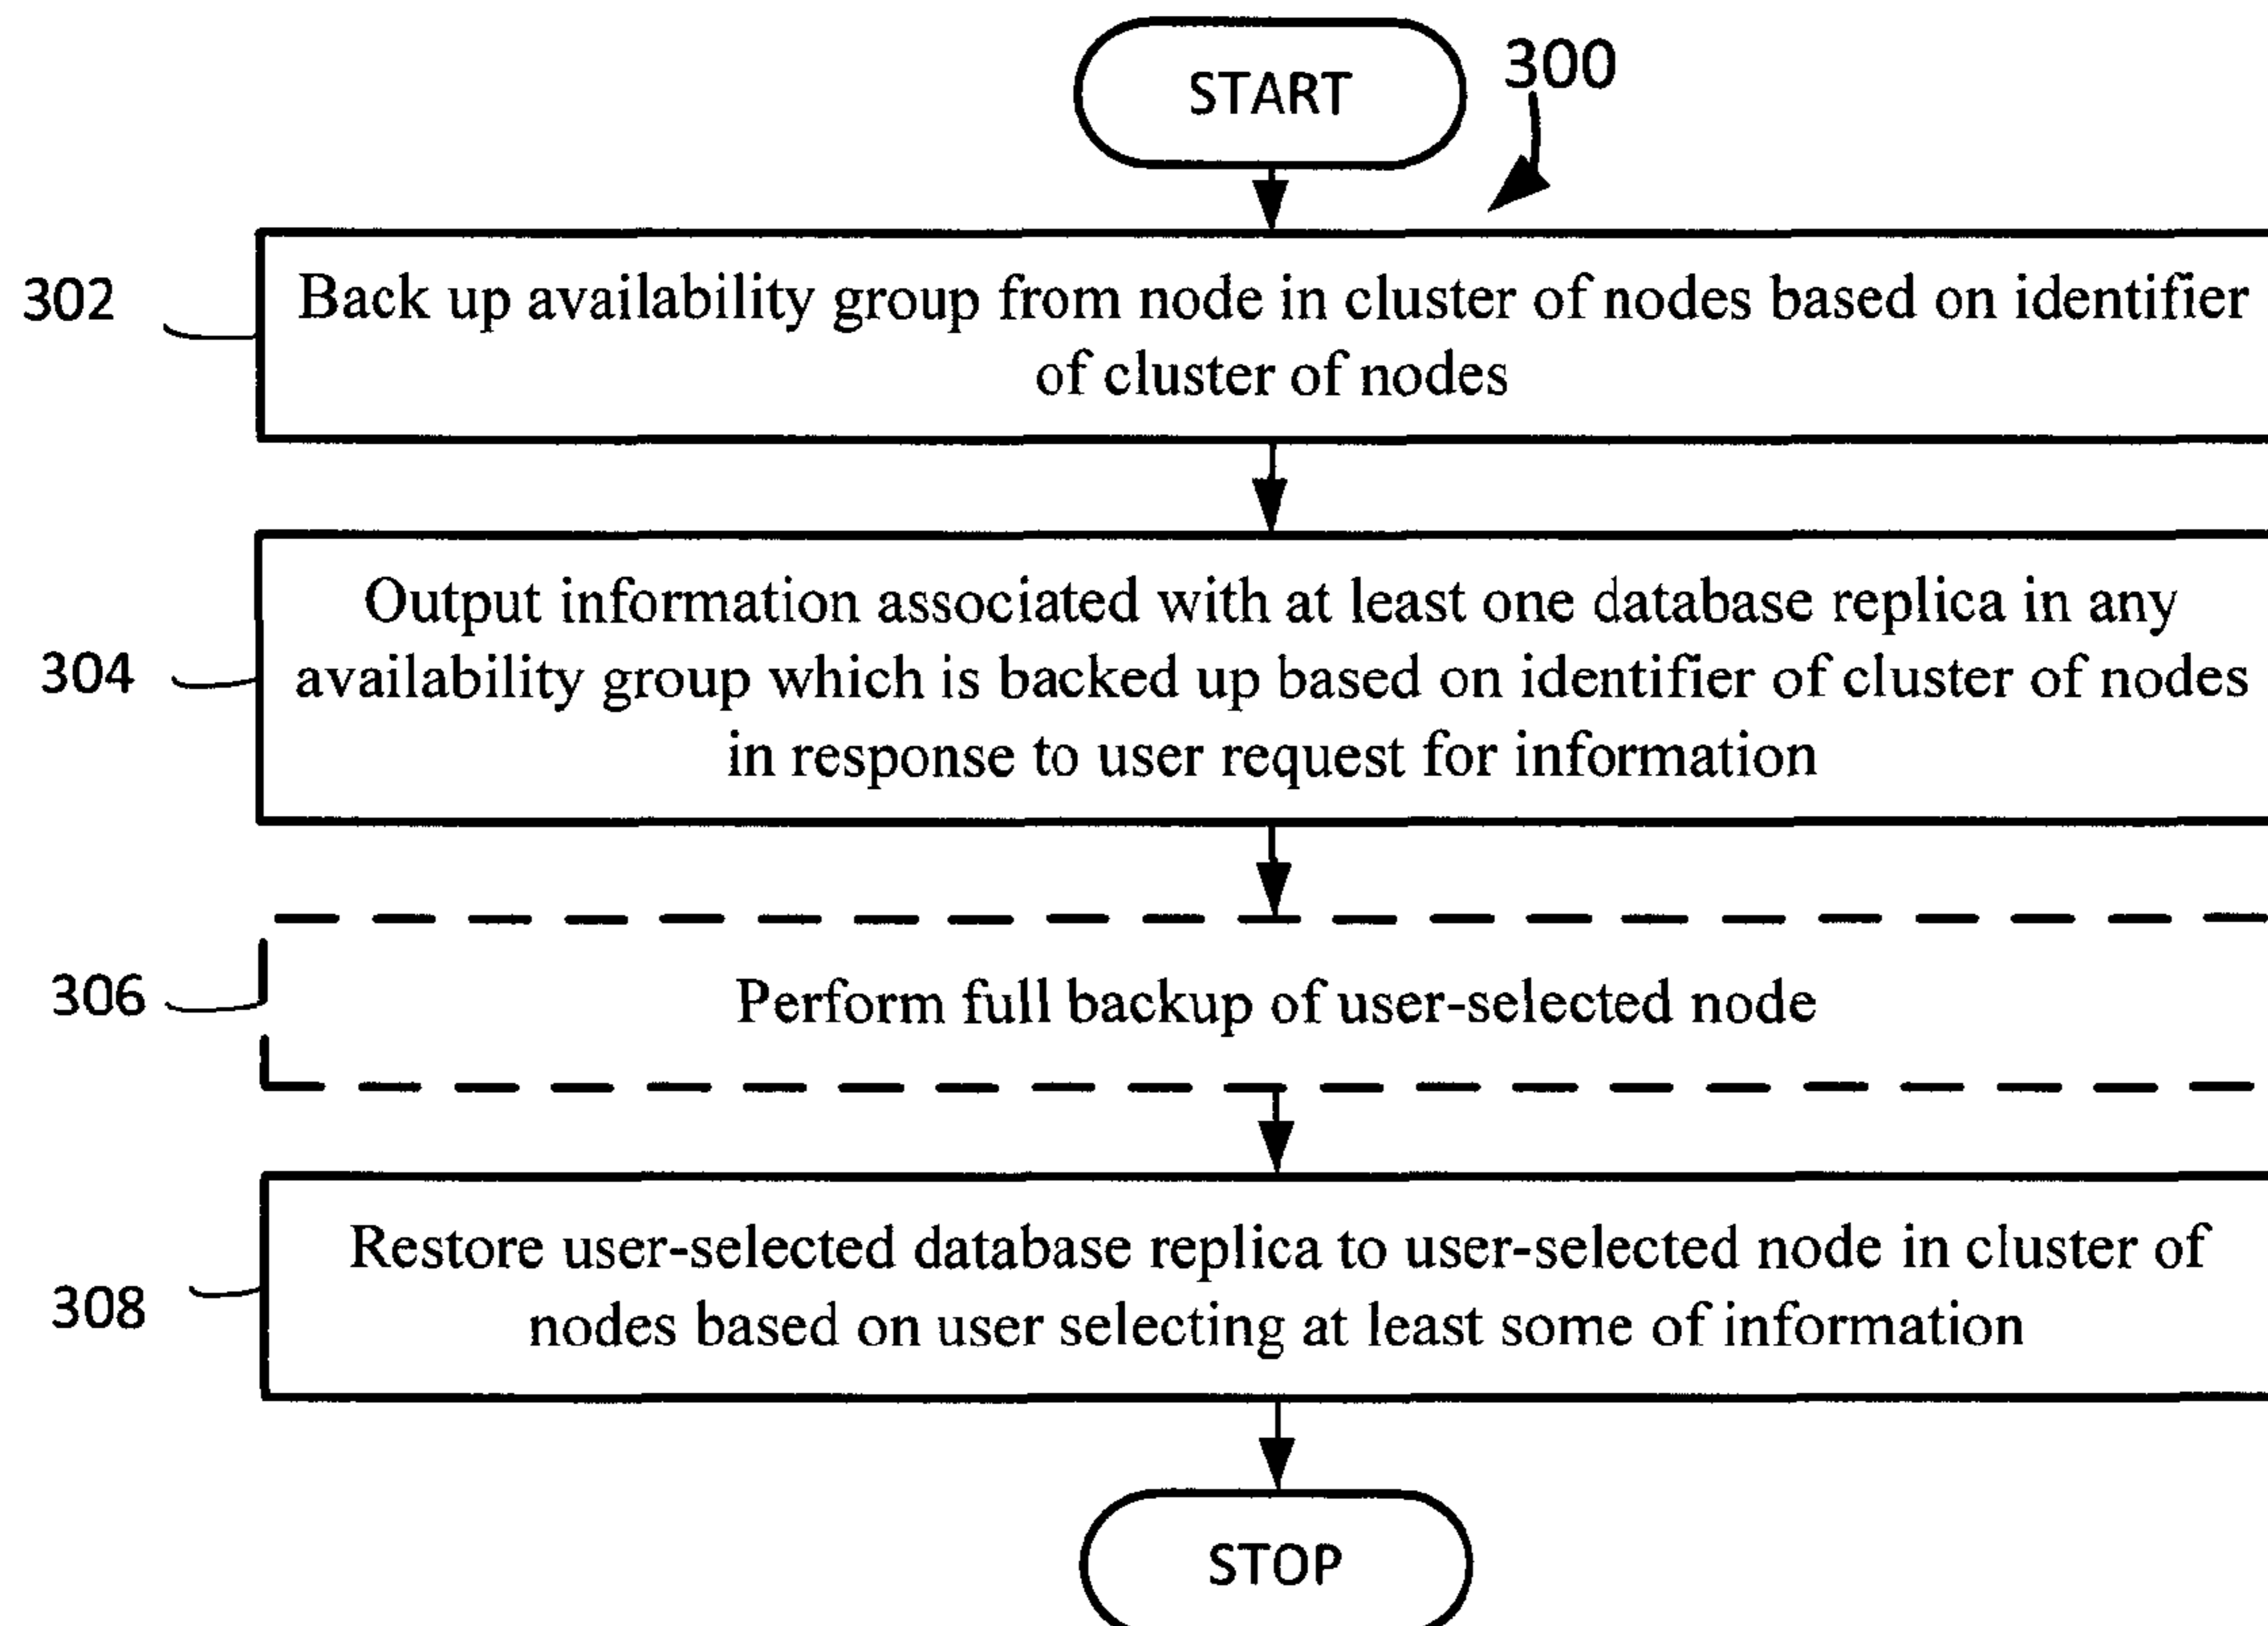 START
300
302
Back up availability group from node in cluster of nodes based on identifier
of cluster of nodes
304
Output information associated with at least one database replica in any
availability group which is backed up based on identifier of cluster of nodes
in response to user request for information
306
Perform full backup of user-selected node
308
Restore user-selected database replica to user-selected node in cluster of
nodes based on user selecting at least some of information
STOP